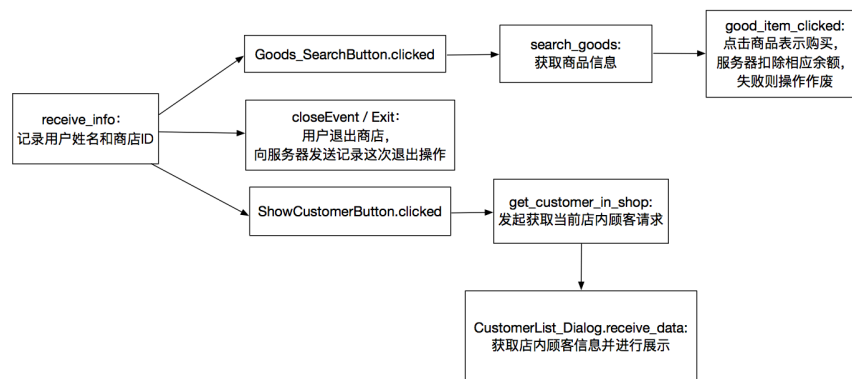 receive_info：
记录用户姓名和商店ID
Goods_SearchButton.clicked
search_goods:
获取商品信息
good_item_clicked:
点击商品表示购买，
服务器扣除相应余额，
失败则操作作废
closeEvent / Exit：
用户退出商店，
向服务器发送记录这次退出操作
ShowCustomerButton.clicked
get_customer_in_shop:
发起获取当前店内顾客请求
CustomerList_Dialog.receive_data:
获取店内顾客信息并进行展示